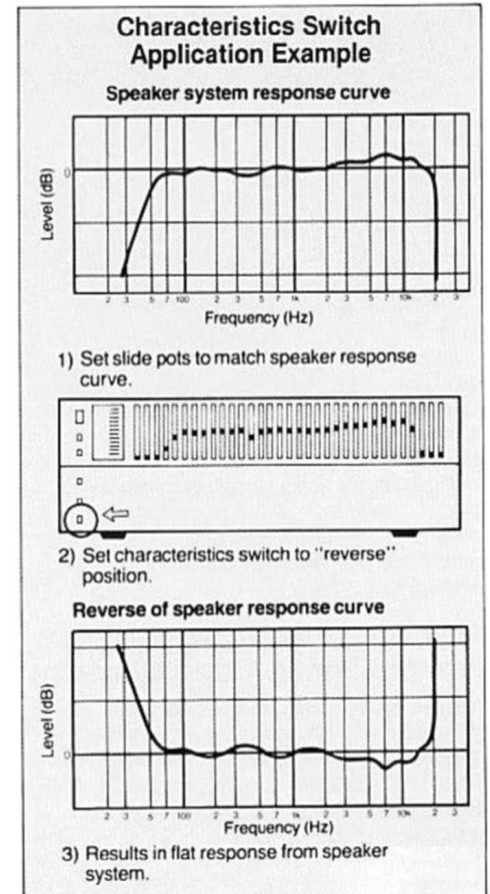 Characteristics Switch
Application Example
Speaker system response curve
Level (dB)
0
2 3 5 7 100 2 3 5 7 1k 2 3 5 7 10k 2 3
Frequency (Hz)
1) Set slide pots to match speaker response
curve.
2) Set characteristics switch to "reverse"
position.
Reverse of speaker response curve
Level (dB)
0
2 3 5 7 100 2 3 5 7 1k 2 3 5 7 10k 2 3
Frequency (Hz)
3) Results in flat response from speaker
system.